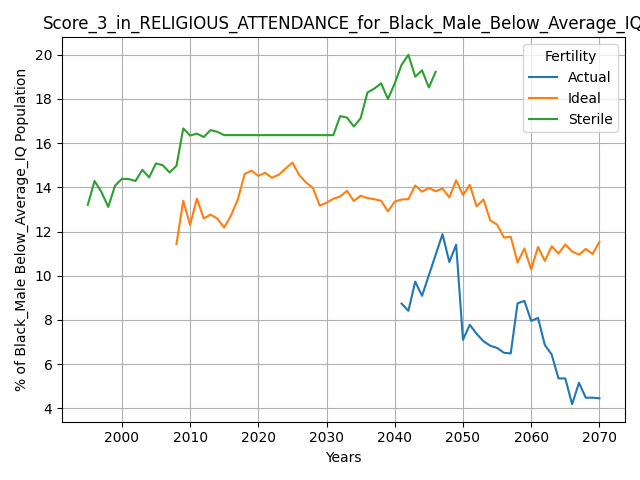 Score_3_in_RELIGIOUS_ATTENDANCE_for_Black_Male_Below_Average_IQ
Fertility
Actual
Ideal
Sterile
% of Black_Male Below_Average_IQ Population
20
18
16
14
12
10
8
6
4
2000
2010
2020
2030
2040
2050
2060
2070
Years